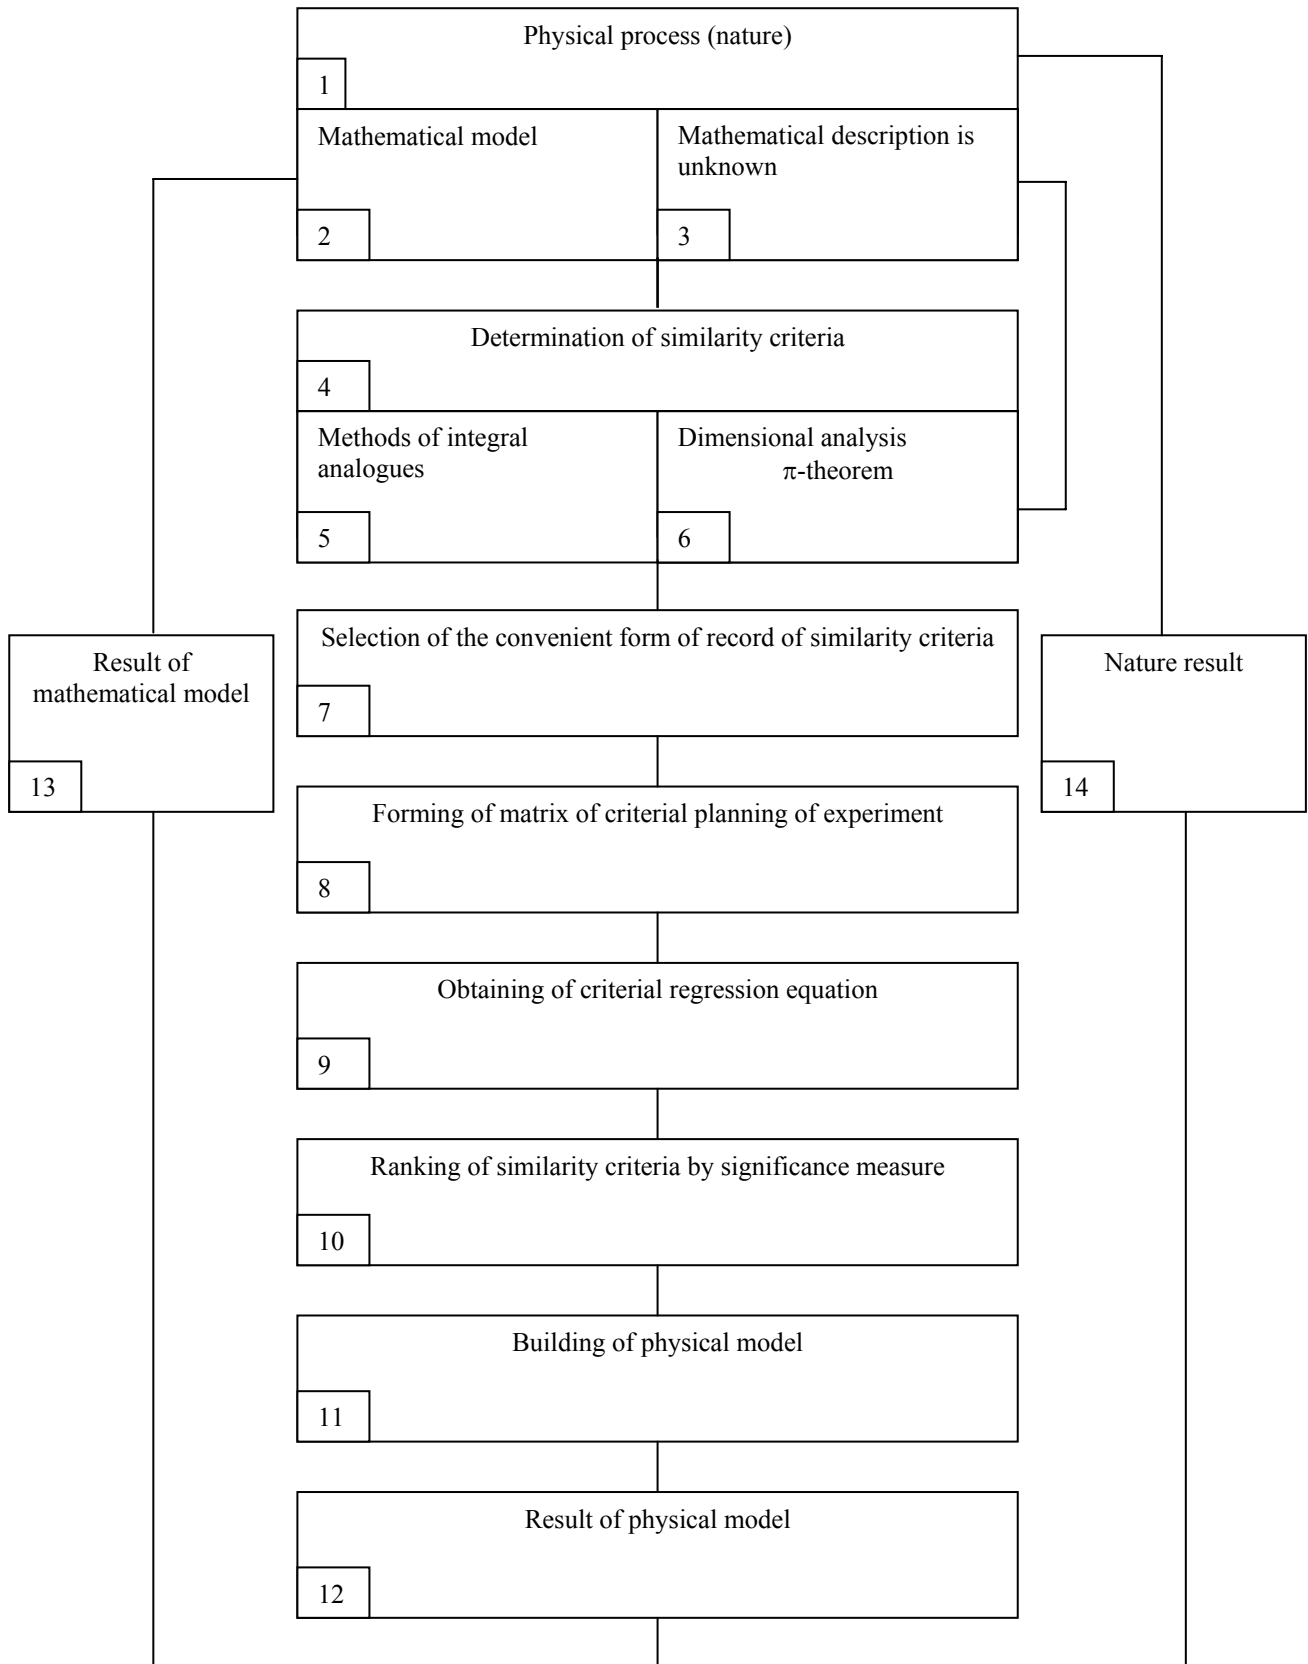 Physical process (nature)
1
Mathematical model
2
Mathematical description is
unknown
3
Determination of similarity criteria
4
Methods of integral
analogues
5
Dimensional analysis
π-theorem
6
Selection of the convenient form of record of similarity criteria
7
Result of
mathematical model
13
Nature result
14
Forming of matrix of criterial planning of experiment
8
Obtaining of criterial regression equation
9
Ranking of similarity criteria by significance measure
10
Building of physical model
11
Result of physical model
12